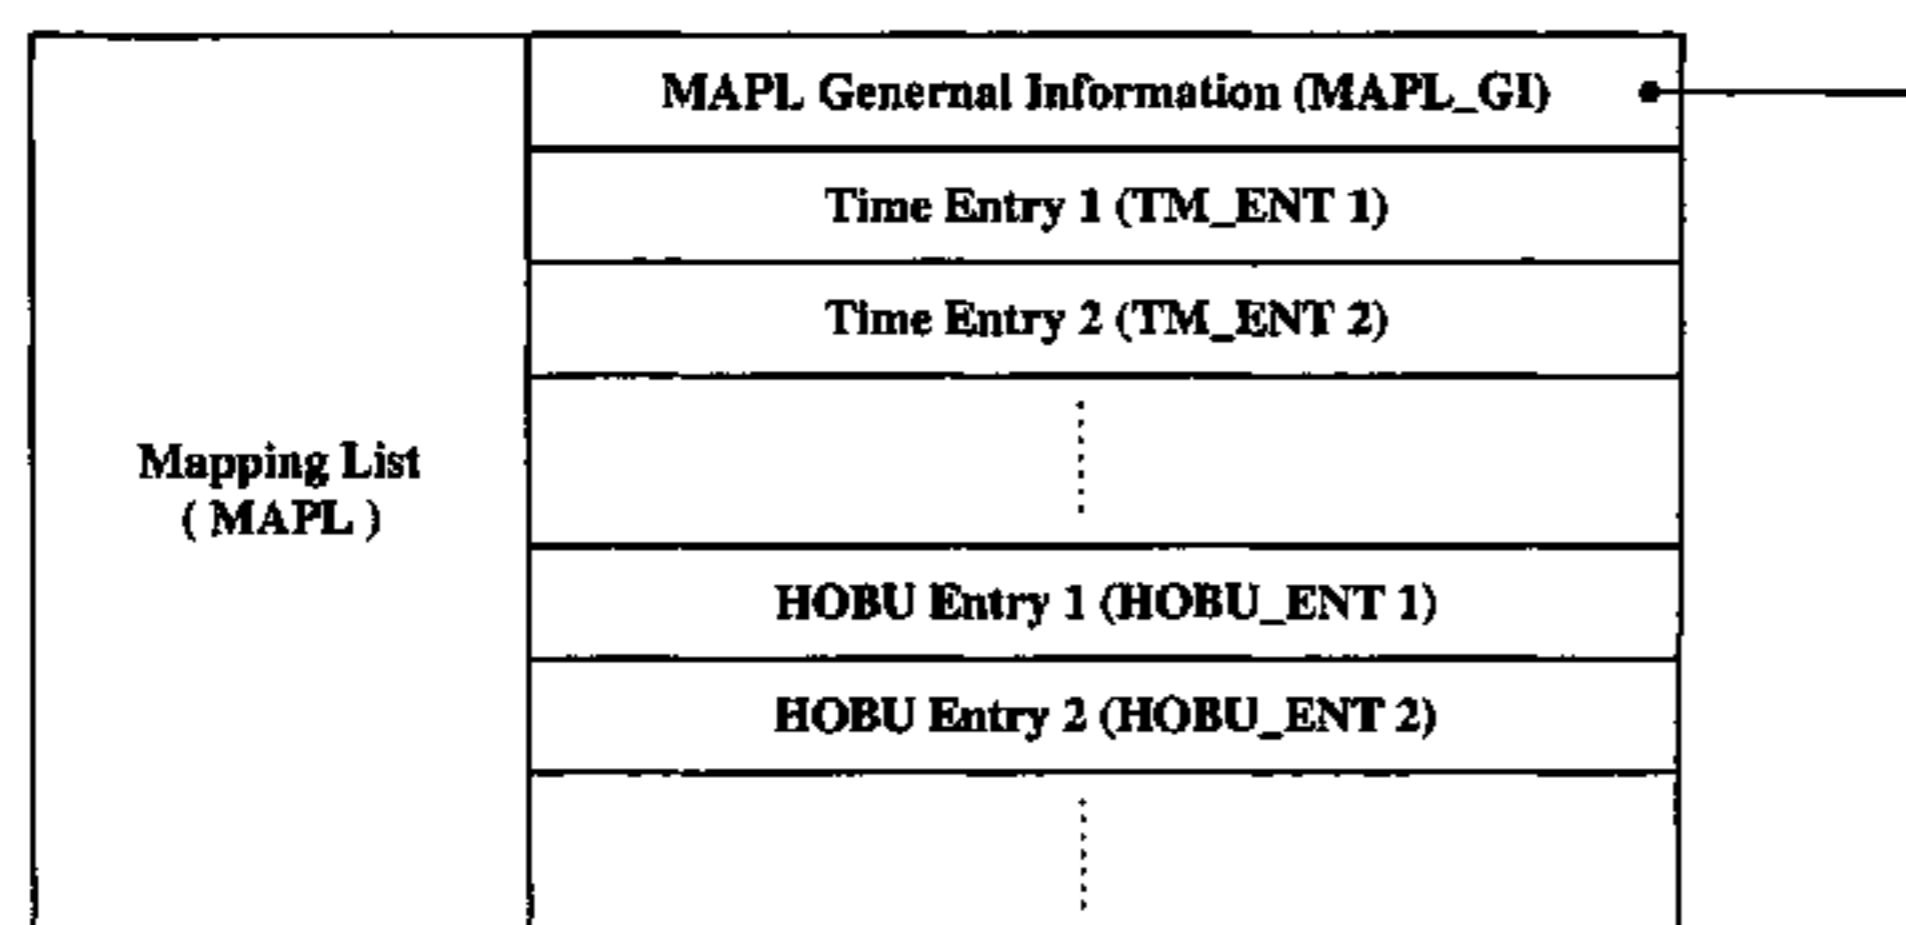 MAPL Genernal Information (MAPL_GI)
Time Entry 1 (TM_ENT 1)
Time Entry 2 (TM_ENT 2)
Mapping List
( MAPL )
HOBU Entry 1 (HOBU_ENT 1)
HOBU Entry 2 (HOBU_ENT 2)